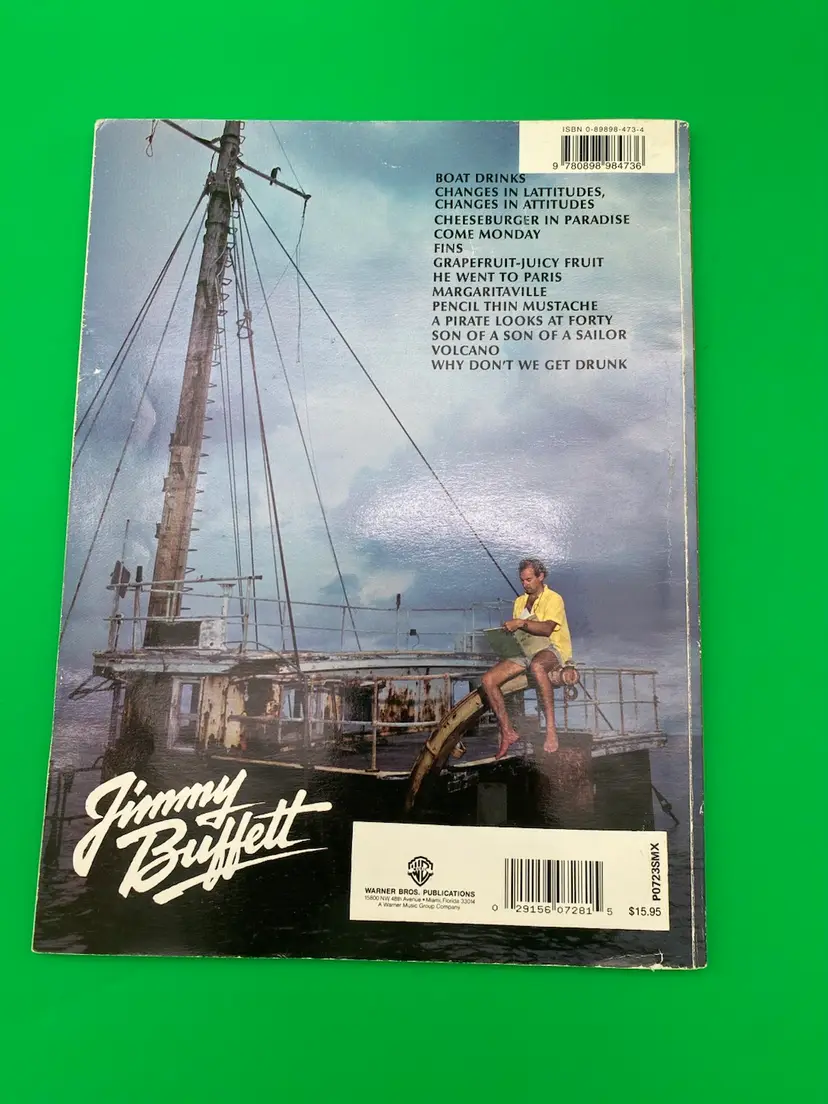 ISBN 0-89898-473-4
9 780898 984736
BOAT DRINKS
CHANGES IN LATTITUDES,
CHANGES IN ATTITUDES
CHEESEBURGER IN PARADISE
COME MONDAY
FINS
GRAPEFRUIT-JUICY FRUIT
HE WENT TO PARIS
MARGARITAVILLE
PENCIL THIN MUSTACHE
A PIRATE LOOKS AT FORTY
SON OF A SON OF A SAILOR
VOLCANO
WHY DON'T WE GET DRUNK
Jimmy
Buffett
WB
WARNER BROS. PUBLICATIONS
15800 NW 48th Avenue • Miami, Florida 33014
A Warner Music Group Company
0 29156 07281 5
$15.95
P0723SMX